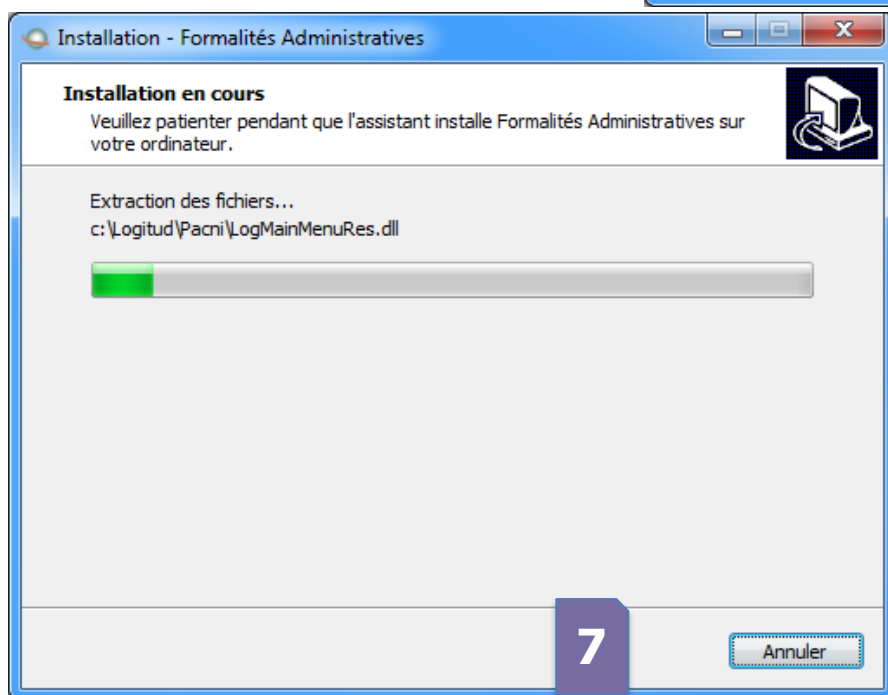 Installation - Formalités Administratives
Installation en cours
Veuillez patienter pendant que l'assistant installe Formalités Administratives sur
votre ordinateur.
Extraction des fichiers...
c:\Logitud\Pacni\LogMainMenuRes.dll
7
Annuler